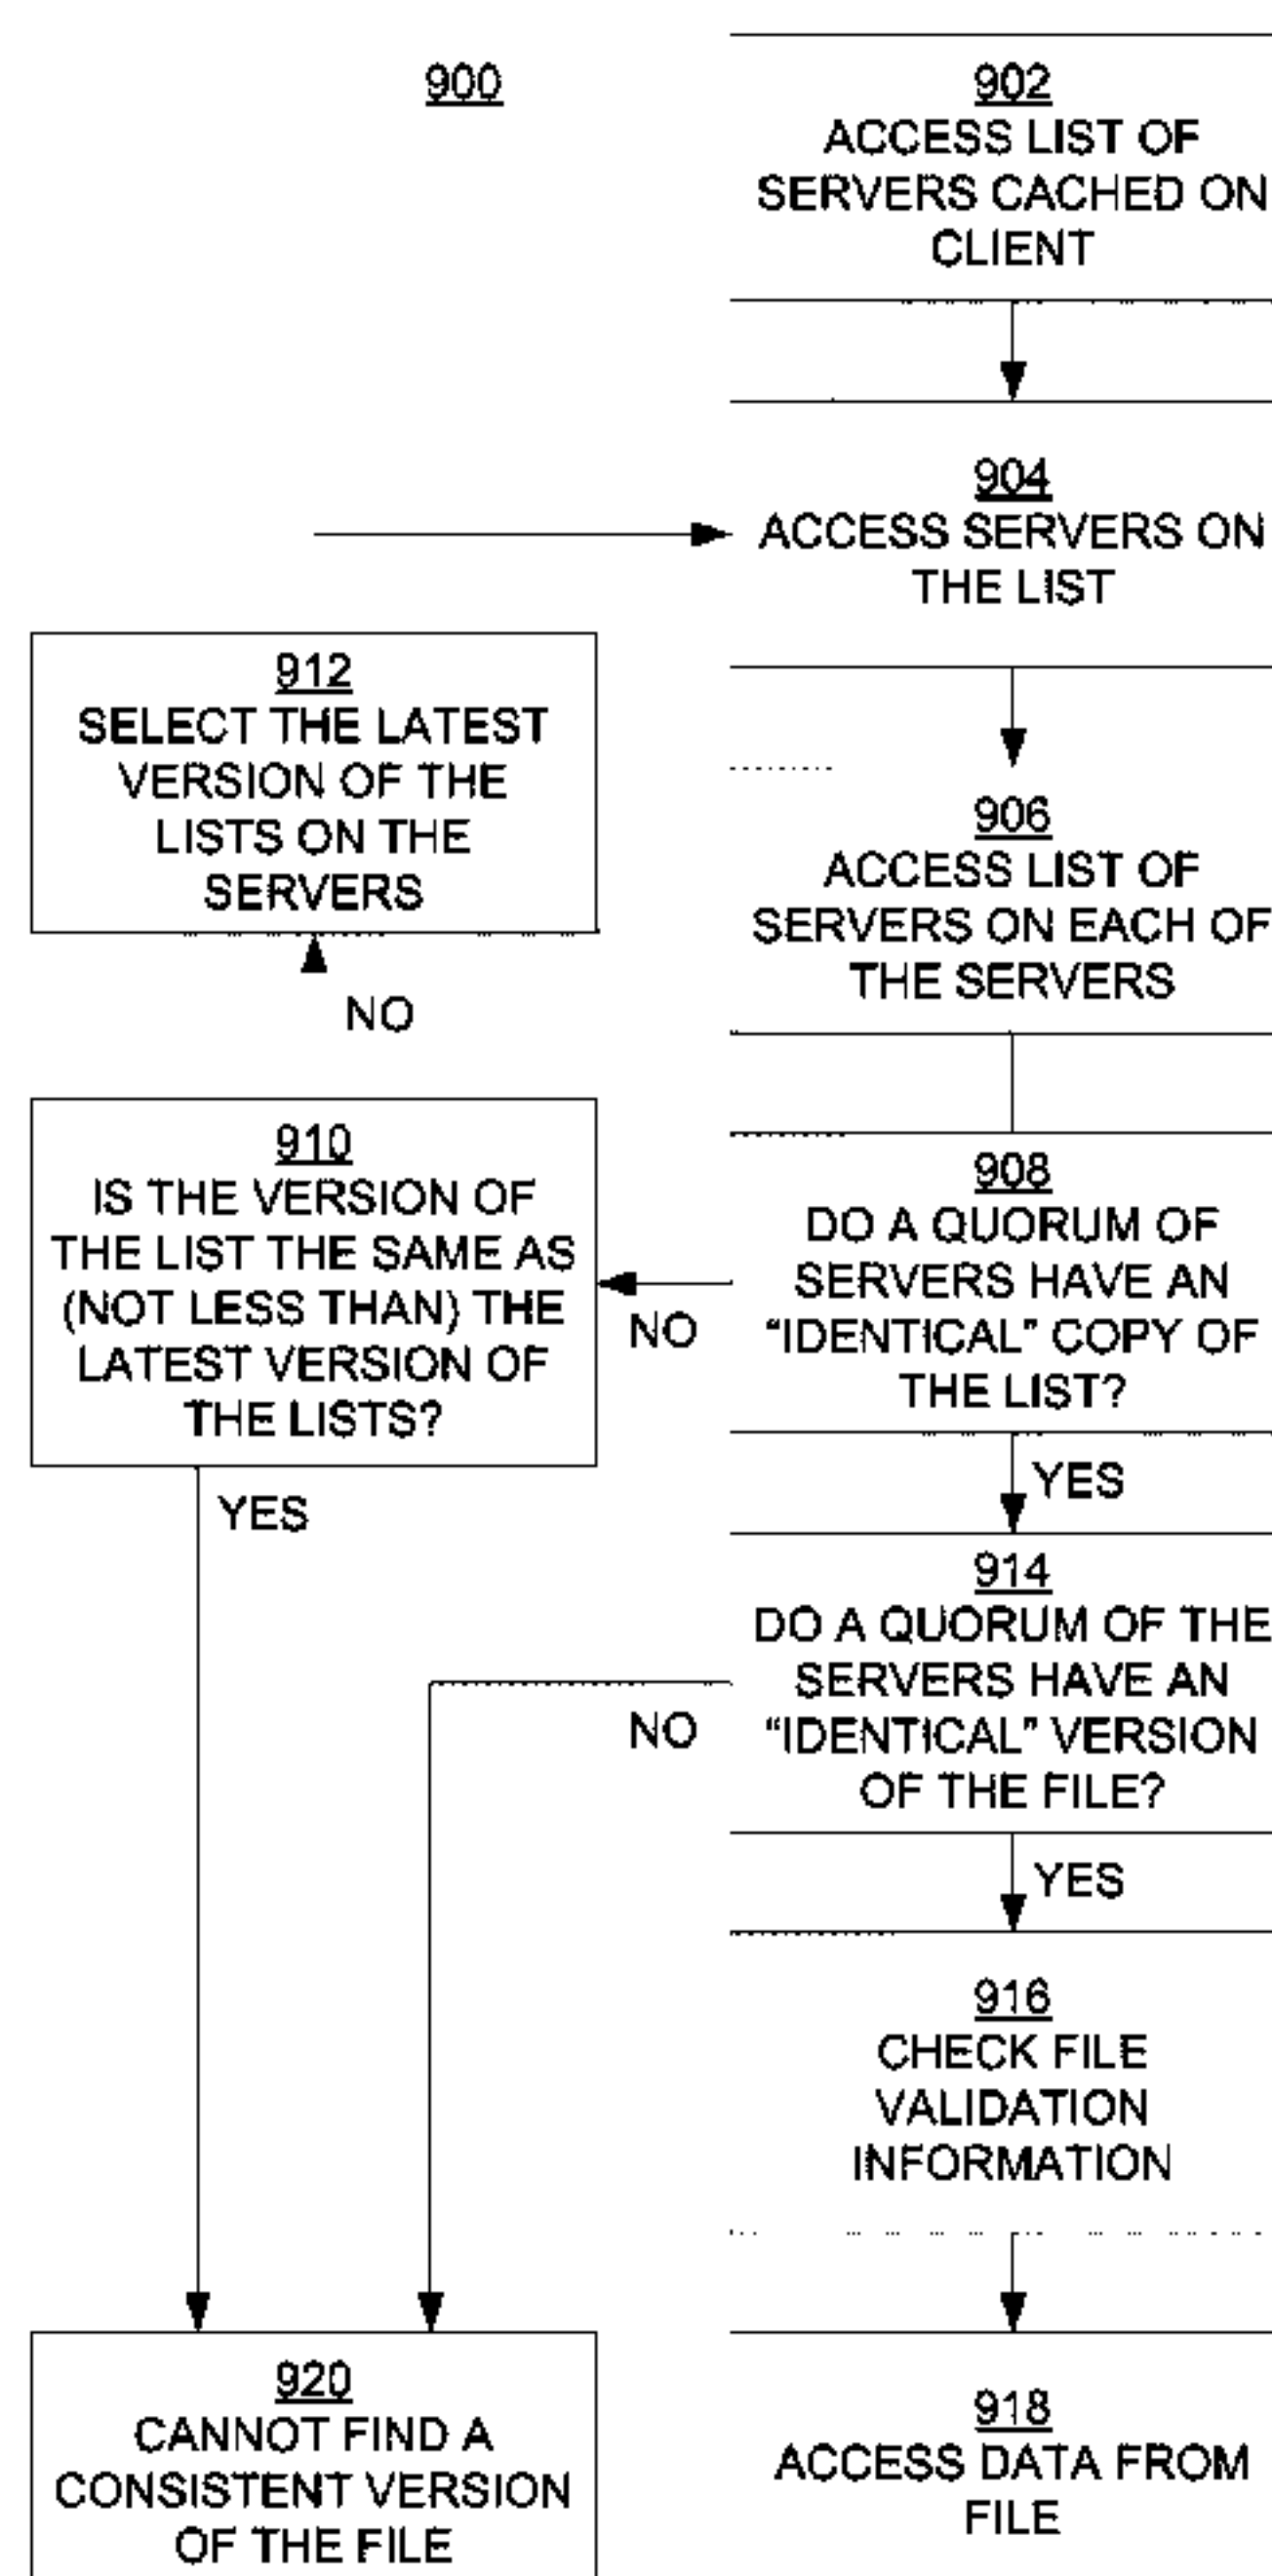 900
902
ACCESS LIST OF
SERVERS CACHED ON
CLIENT
904
ACCESS SERVERS ON
THE LIST
912
SELECT THE LATEST
VERSION OF THE
LISTS ON THE
SERVERS
906
ACCESS LIST OF
SERVERS ON EACH OF
THE SERVERS
NO
910
IS THE VERSION OF
THE LIST THE SAME AS
(NOT LESS THAN) THE
LATEST VERSION OF
THE LISTS?
908
DO A QUORUM OF
SERVERS HAVE AN
“IDENTICAL” COPY OF
THE LIST?
NO
YES
YES
914
DO A QUORUM OF THE
SERVERS HAVE AN
“IDENTICAL” VERSION
OF THE FILE?
NO
YES
916
CHECK FILE
VALIDATION
INFORMATION
920
CANNOT FIND A
CONSISTENT VERSION
OF THE FILE
918
ACCESS DATA FROM
FILE